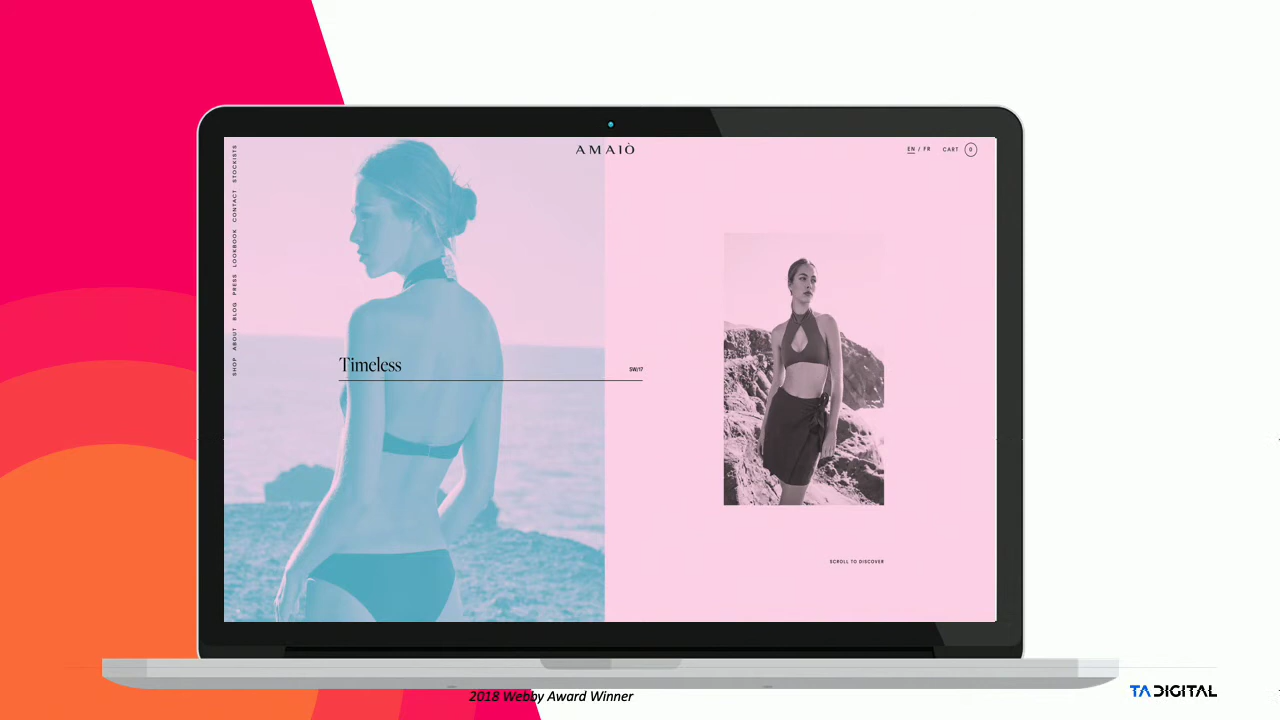 AMAIÒ
EN / FR
CART 0
STOCKISTS
CONTACT
LOOKBOOK
PRESS
BLOG
ABOUT
SHOP
Timeless
SW/17
SCROLL TO DISCOVER
2018 Webby Award Winner
TA DIGITAL